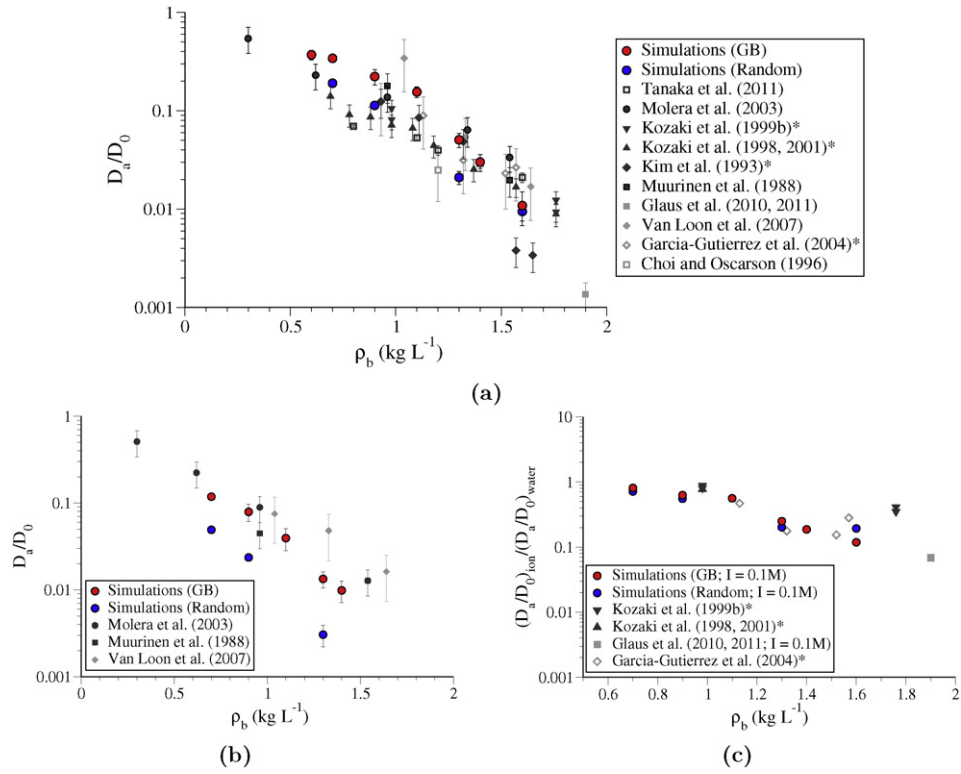 1
0.1
0.01
0.001
0
0.5
1
1.5
2
D_a/D_0
ρ_b (kg L^-1)
Simulations (GB)
Simulations (Random)
Tanaka et al. (2011)
Molera et al. (2003)
Kozaki et al. (1999b)*
Kozaki et al. (1998, 2001)*
Kim et al. (1993)*
Muurinen et al. (1988)
Glaus et al. (2010, 2011)
Van Loon et al. (2007)
Garcia-Gutierrez et al. (2004)*
Choi and Oscarson (1996)
(a)
1
0.1
0.01
0.001
0
0.5
1
1.5
2
D_a/D_0
ρ_b (kg L^-1)
Simulations (GB)
Simulations (Random)
Molera et al. (2003)
Muurinen et al. (1988)
Van Loon et al. (2007)
(b)
10
1
0.1
0.01
0.001
0.6
0.8
1
1.2
1.4
1.6
1.8
2
(D_a/D_0)_ion/(D_a/D_0)_water
ρ_b (kg L^-1)
Simulations (GB; I = 0.1M)
Simulations (Random; I = 0.1M)
Kozaki et al. (1999b)*
Kozaki et al. (1998, 2001)*
Glaus et al. (2010, 2011; I = 0.1M)
Garcia-Gutierrez et al. (2004)*
(c)